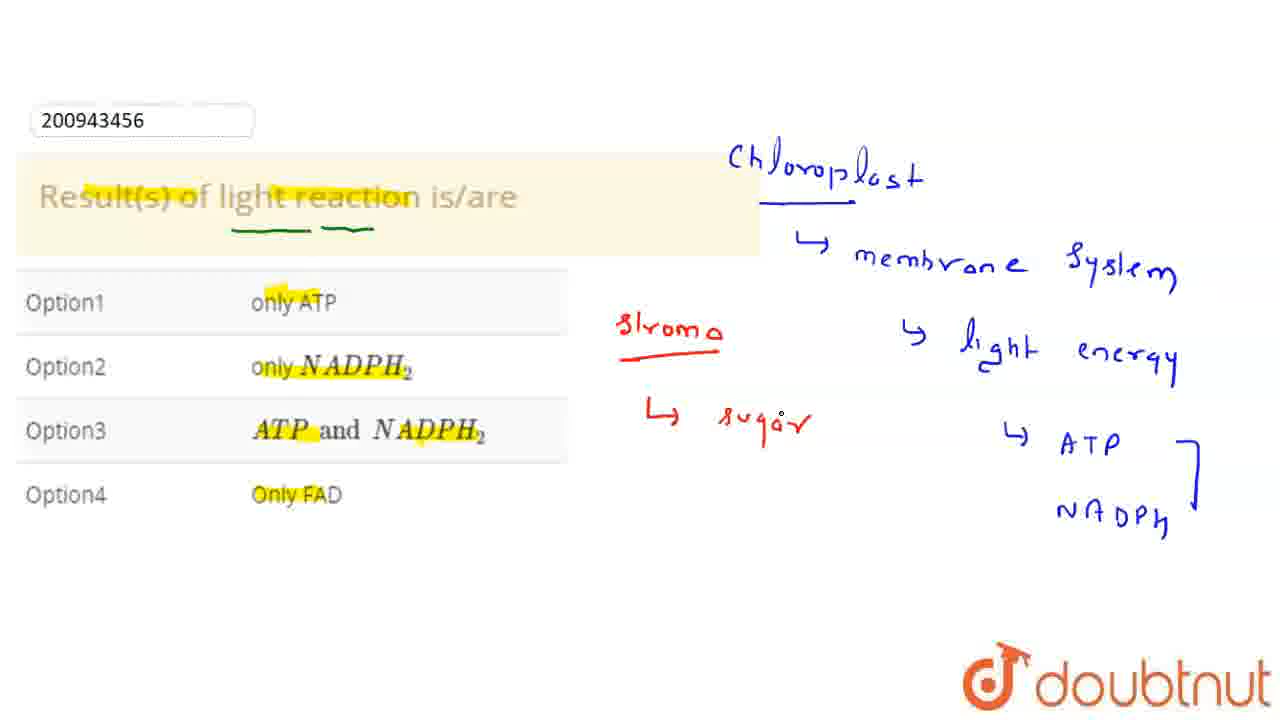 200943456
Result(s) of light reaction is/are
Option1 only ATP
Option2 only NADPH₂
Option3 ATP and NADPH₂
Option4 Only FAD
Chloroplast
↳ membrane system
↳ light energy
↳ ATP
NADPH
stroma
↳ sugar
doubtnut